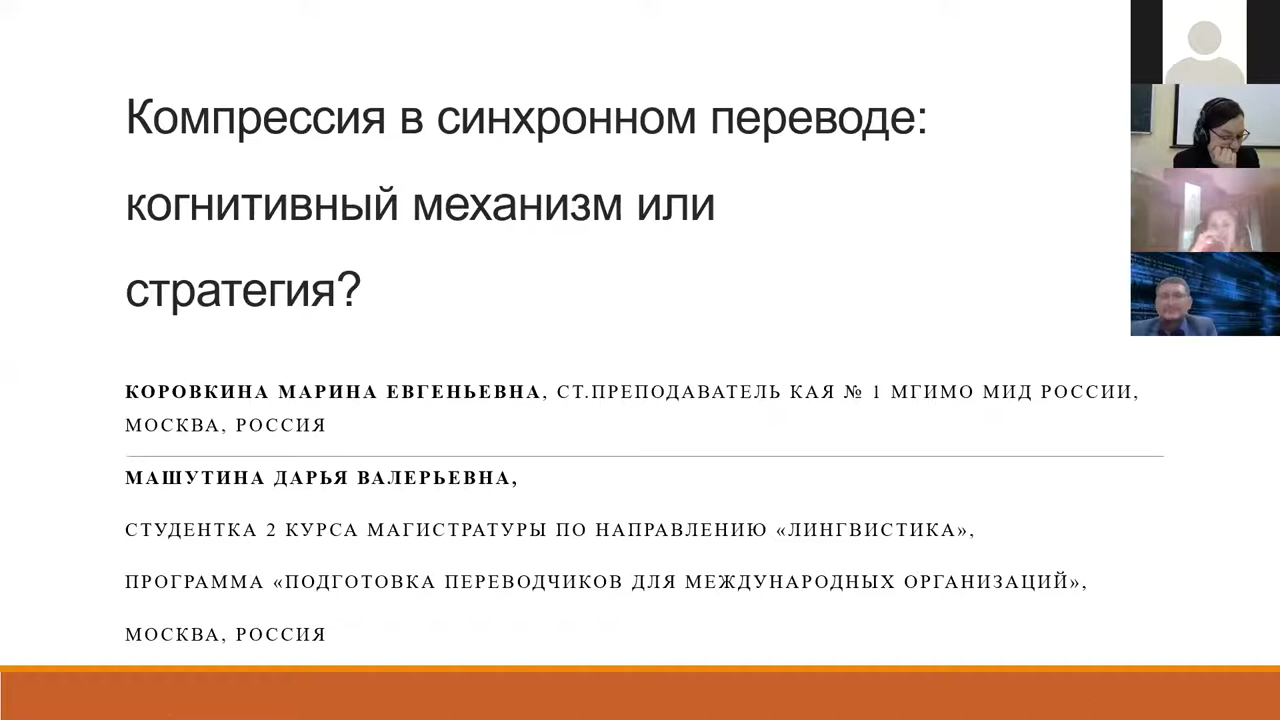 Компрессия в синхронном переводе:
когнитивный механизм или
стратегия?
КОРОВКИНА МАРИНА ЕВГЕНЬЕВНА, СТ.ПРЕПОДАВАТЕЛЬ КАЯ № 1 МГИМО МИД РОССИИ,
МОСКВА, РОССИЯ
МАШУТИНА ДАРЬЯ ВАЛЕРЬЕВНА,
СТУДЕНТКА 2 КУРСА МАГИСТРАТУРЫ ПО НАПРАВЛЕНИЮ «ЛИНГВИСТИКА»,
ПРОГРАММА «ПОДГОТОВКА ПЕРЕВОДЧИКОВ ДЛЯ МЕЖДУНАРОДНЫХ ОРГАНИЗАЦИЙ»,
МОСКВА, РОССИЯ